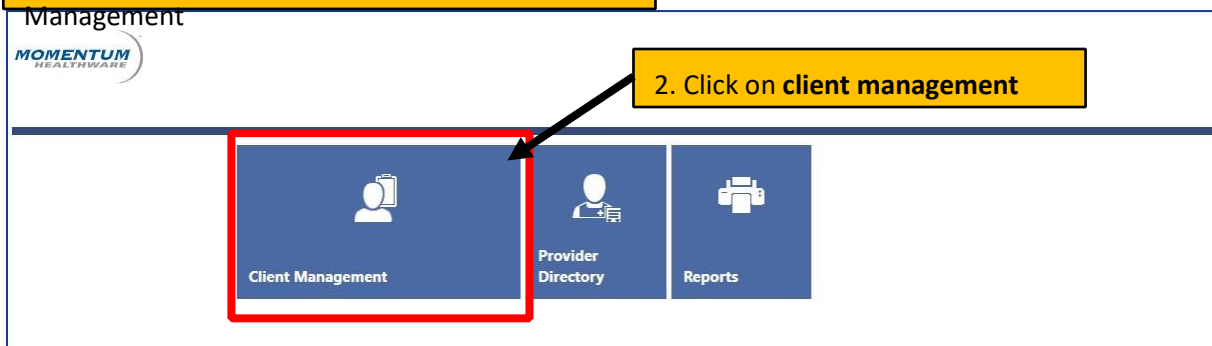 Management
MOMENTUM
HEALTHWARE
2. Click on client management
Client Management
Provider
Directory
Reports